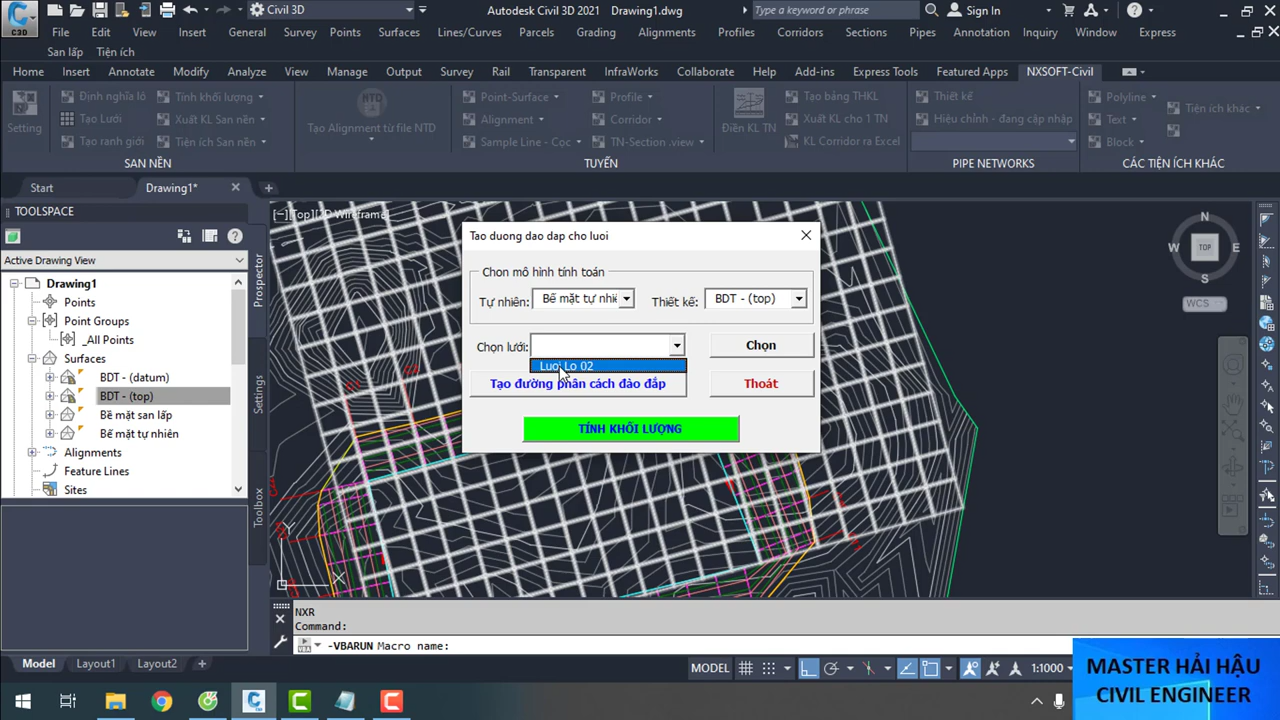 Civil 3D
Autodesk Civil 3D 2021 Drawing1.dwg
Type a keyword or phrase
Sign In
C3D
File Edit View Insert General Survey Points Surfaces Lines/Curves Parcels Grading Alignments Profiles Corridors Sections Pipes Annotation Inquiry Window Express
San lấp Tiện ích
Home Insert Annotate Modify Analyze View Manage Output Survey Rail Transparent InfraWorks Collaborate Help Add-ins Express Tools Featured Apps NXSOFT-Civil
Định nghĩa lô Tính khối lượng Point-Surface Profile Tạo bảng THKL Thiết kế Polyline
NTD
Setting Tạo Lưới Xuất KL San nền Tạo Alignment từ file NTD Alignment Corridor Điền KL TN Xuất KL cho 1 TN Hiệu chỉnh - đang cập nhập Text Tiện ích khác
Tạo ranh giới Tiện ích San nền Sample Line - Cọc TN-Section .view KL Corridor ra Excel Block
SAN NỀN TUYẾN PIPE NETWORKS CÁC TIỆN ÍCH KHÁC
Start Drawing1*
TOOLSPACE
[−][Top][2D Wireframe]
Active Drawing View
Drawing1
Points
Point Groups
_All Points
Surfaces
BDT - (datum)
BDT - (top)
Bề mặt san lấp
Bề mặt tự nhiên
Alignments
Feature Lines
Sites
Prospector
Settings
Toolbox
Tao duong dao dap cho luoi
Chon mô hình tính toán
Tự nhiên: Bề mặt tự nhiê Thiết kế: BDT - (top)
Chọn lưới: Chọn
Luoi Lo 02
Tạo đường phân cách đào đắp Thoát
TÍNH KHỐI LƯỢNG
N
W TOP E
S
WCS
Y
X
NXR
Command:
-VBARUN Macro name:
Model Layout1 Layout2
MODEL 1:1000
MASTER HẢI HẬU
CIVIL ENGINEER